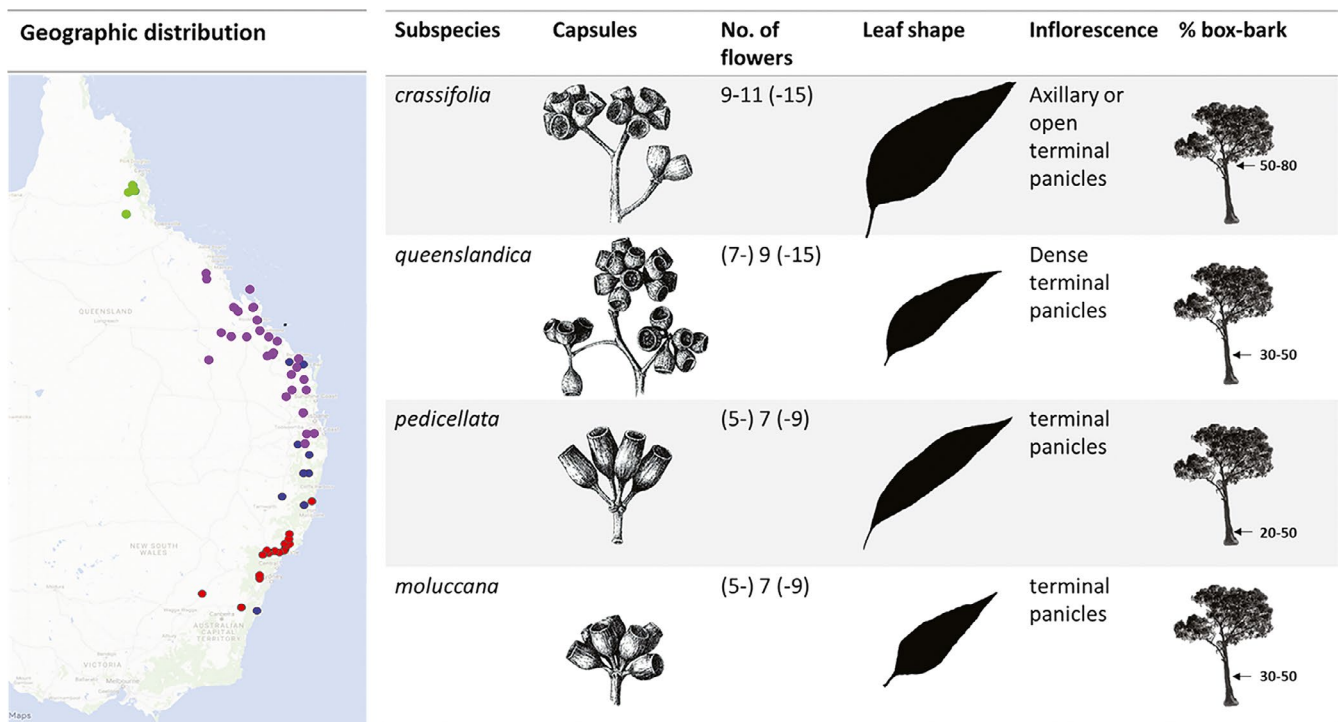 Geographic distribution
QUEENSLAND
NEW SOUTH
WALES
Canberra
AUSTRALIAN
CAPITAL
TERRITORY
VICTORIA
Melbourne
Maps
Subspecies Capsules No. of flowers Leaf shape Inflorescence % box-bark
crassifolia 9-11 (-15) Axillary or
open
terminal
panicles
50-80
queenslandica (7-) 9 (-15) Dense
terminal
panicles
30-50
pedicellata (5-) 7 (-9) terminal
panicles
20-50
moluccana (5-) 7 (-9) terminal
panicles
30-50